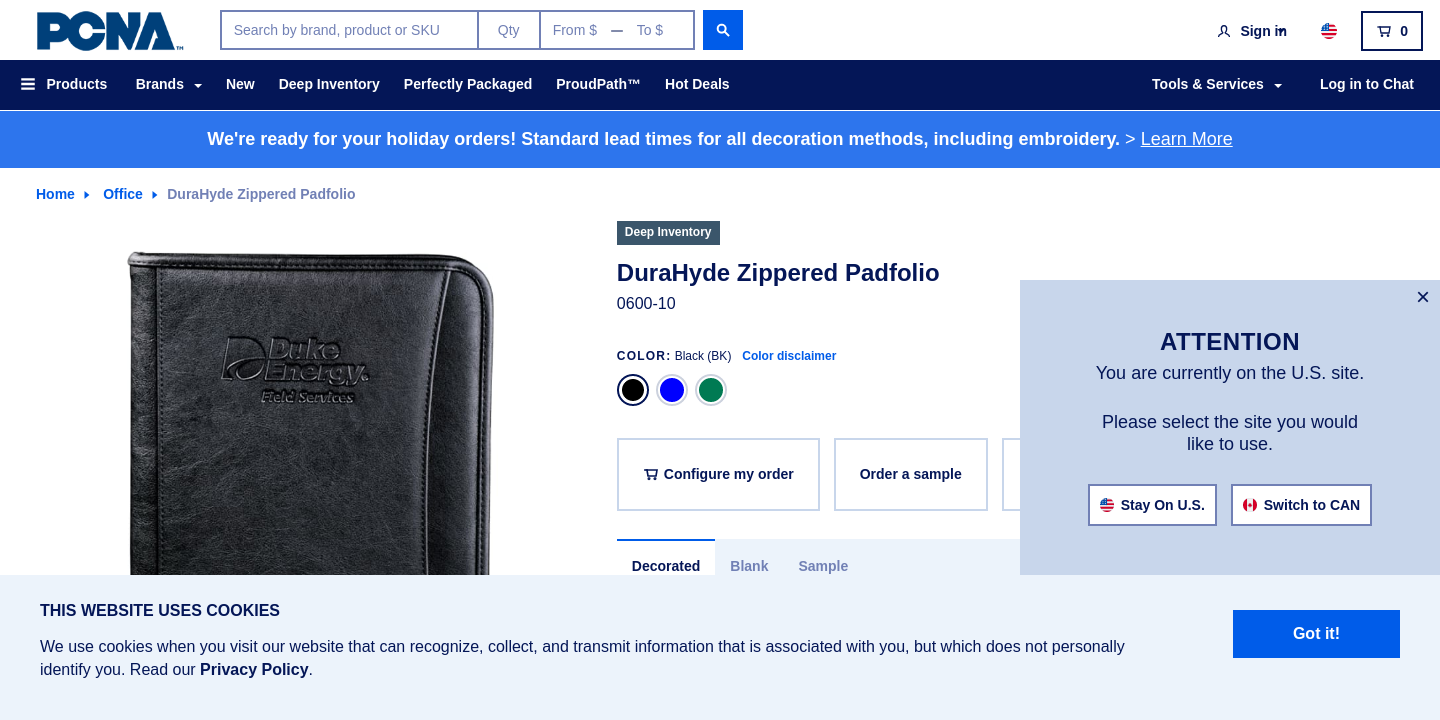 PCNA™
Search by brand, product or SKU
Qty
From $ — To $
Sign in
0
Products
Brands
New
Deep Inventory
Perfectly Packaged
ProudPath™
Hot Deals
Tools & Services
Log in to Chat
We're ready for your holiday orders! Standard lead times for all decoration methods, including embroidery. > Learn More
Home
Office
DuraHyde Zippered Padfolio
Deep Inventory
DuraHyde Zippered Padfolio
0600-10
Duke
Energy®
Field Services
COLOR: Black (BK) Color disclaimer
Configure my order
Order a sample
Decorated
Blank
Sample
×
ATTENTION
You are currently on the U.S. site.
Please select the site you would
like to use.
Stay On U.S.
Switch to CAN
THIS WEBSITE USES COOKIES
We use cookies when you visit our website that can recognize, collect, and transmit information that is associated with you, but which does not personally
identify you. Read our Privacy Policy.
Got it!